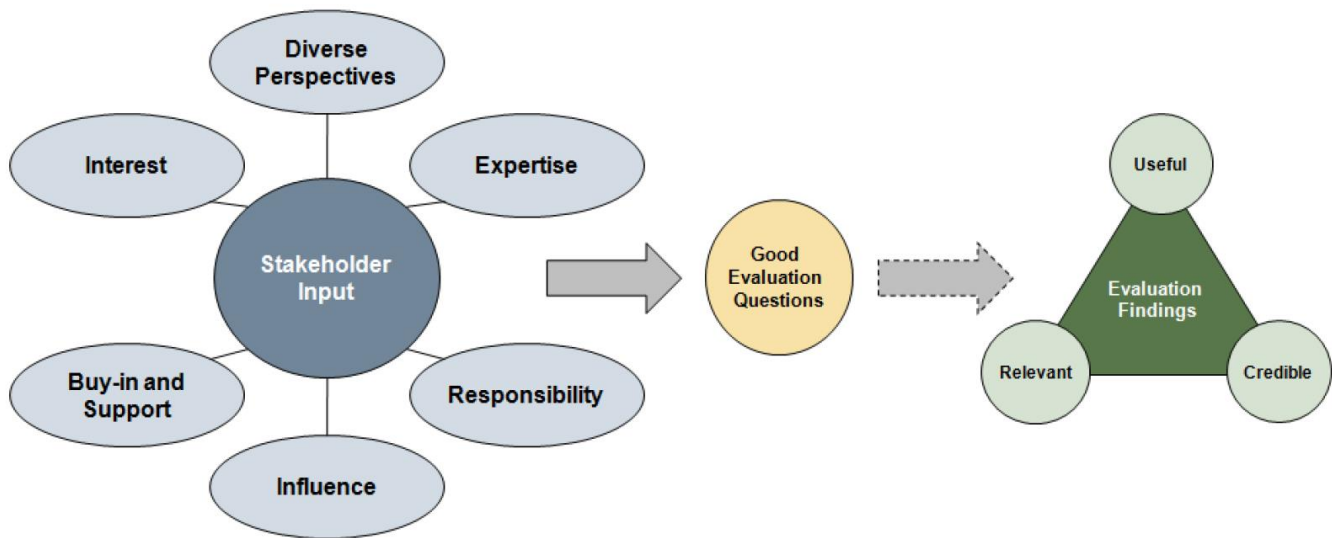 Diverse
Perspectives
Interest
Expertise
Stakeholder
Input
Buy-in and
Support
Responsibility
Influence
Good
Evaluation
Questions
Useful
Evaluation
Findings
Relevant
Credible